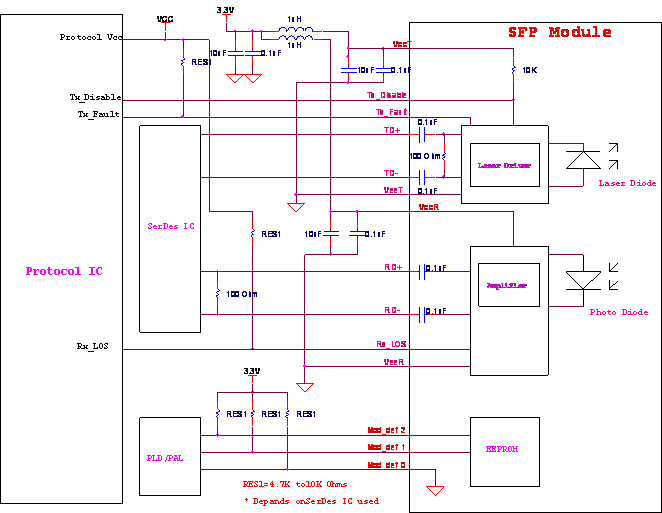 3.3V
VCC
1uH
SFP Module
Protocol Vcc
1uH
VccT
10uF
0.1uF
RES1
10uF
0.1uF
10K
Tx_Disable
Tx_Disable
Tx_Fault
Tx_Fault
0.1uF
TD+
100 Ohm
Laser Driver
TD-
Laser Diode
VeeT
0.1uF
VccR
SerDes IC
RES1
10uF
0.1uF
Protocol IC
RD+
0.1uF
Amplifier
100 Ohm
RD-
0.1uF
Photo Diode
Rx_LOS
Rx_LOS
VeeR
3.3V
RES1
RES1
RES1
Mod_def 2
Mod_def 1
EEPROM
PLD/PAL
Mod_def 0
RES1=4.7K to10K Ohms
* Depands onSerDes IC used